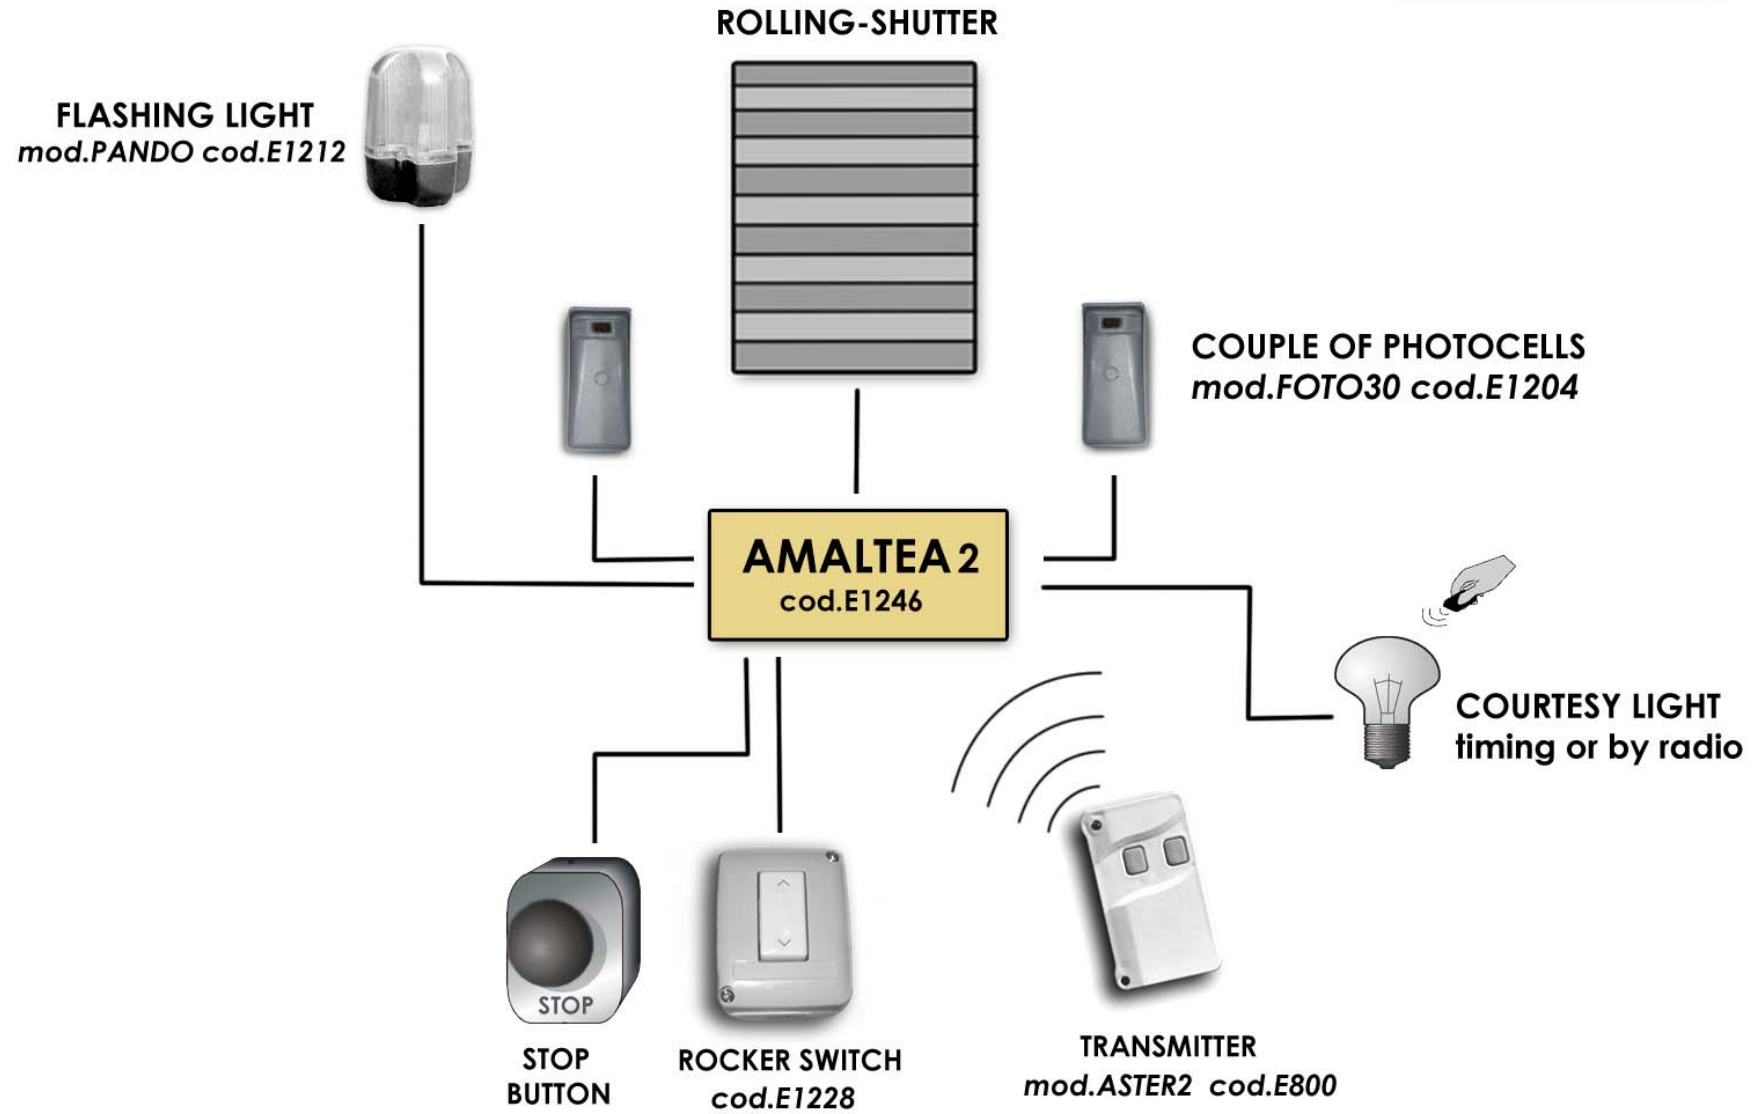 ROLLING-SHUTTER
FLASHING LIGHT
mod.PANDO cod.E1212
COUPLE OF PHOTOCELLS
mod.FOTO30 cod.E1204
AMALTEA 2
cod.E1246
COURTESY LIGHT
timing or by radio
STOP
STOP
BUTTON
ROCKER SWITCH
cod.E1228
TRANSMITTER
mod.ASTER2 cod.E800